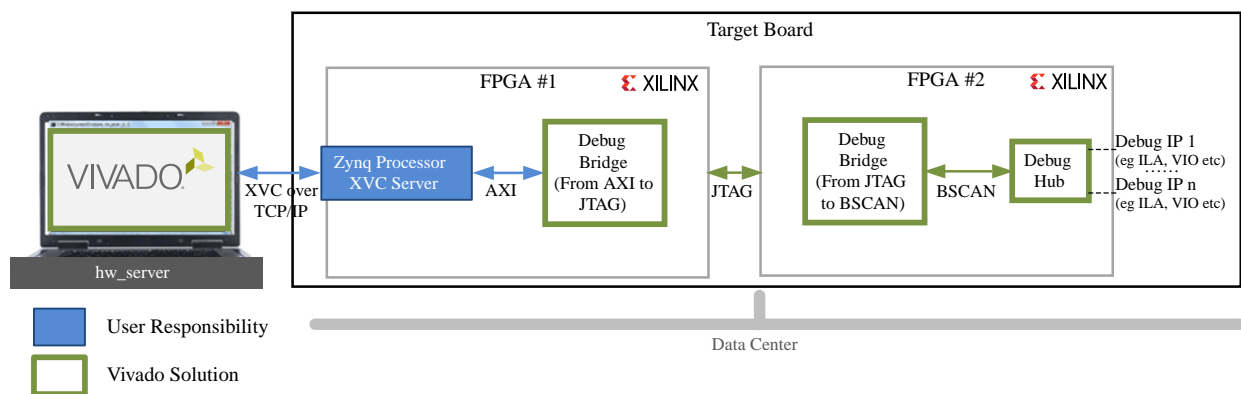 Target Board
FPGA #1
XILINX
FPGA #2
XILINX
VIVADO
hw_server
XVC over
TCP/IP
Zynq Processor
XVC Server
AXI
Debug
Bridge
(From AXI to
JTAG)
JTAG
Debug
Bridge
(From JTAG
to BSCAN)
BSCAN
Debug
Hub
Debug IP 1
(eg ILA, VIO etc)
......
Debug IP n
(eg ILA, VIO etc)
User Responsibility
Vivado Solution
Data Center